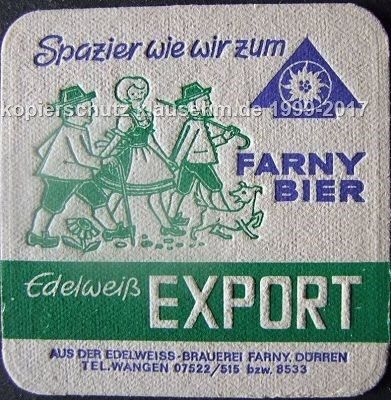 Spazier wie wir zum
kopierschutz klausehm.de 1999-2017
FARNY
BIER
Edelweiß EXPORT
AUS DER EDELWEISS-BRAUEREI FARNY, DÜRREN
TEL. WANGEN 07522/515 bzw. 8533